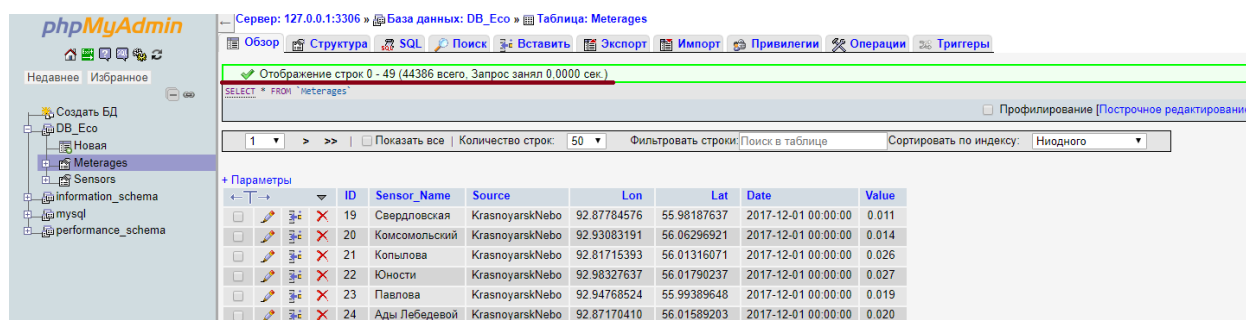 phpMyAdmin
Недавнее Избранное
Создать БД
DB_Eco
Новая
Meterages
Sensors
information_schema
mysql
performance_schema
Сервер: 127.0.0.1:3306 » База данных: DB_Eco » Таблица: Meterages
Обзор Структура SQL Поиск Вставить Экспорт Импорт Привилегии Операции Триггеры
Отображение строк 0 - 49 (44386 всего, Запрос занял 0,0000 сек.)
SELECT * FROM `Meterages`
Профилирование [Построчное редактировани
1 > >> | Показать все | Количество строк: 50 Фильтровать строки: Поиск в таблице Сортировать по индексу: Ниодного
+ Параметры
←T→ ID Sensor_Name Source Lon Lat Date Value
19 Свердловская KrasnoyarskNebo 92.87784576 55.98187637 2017-12-01 00:00:00 0.011
20 Комсомольский KrasnoyarskNebo 92.93083191 56.06296921 2017-12-01 00:00:00 0.014
21 Копылова KrasnoyarskNebo 92.81715393 56.01316071 2017-12-01 00:00:00 0.026
22 Юности KrasnoyarskNebo 92.98327637 56.01790237 2017-12-01 00:00:00 0.027
23 Павлова KrasnoyarskNebo 92.94768524 55.99389648 2017-12-01 00:00:00 0.019
24 Ады Лебедевой KrasnoyarskNebo 92.87170410 56.01589203 2017-12-01 00:00:00 0.020